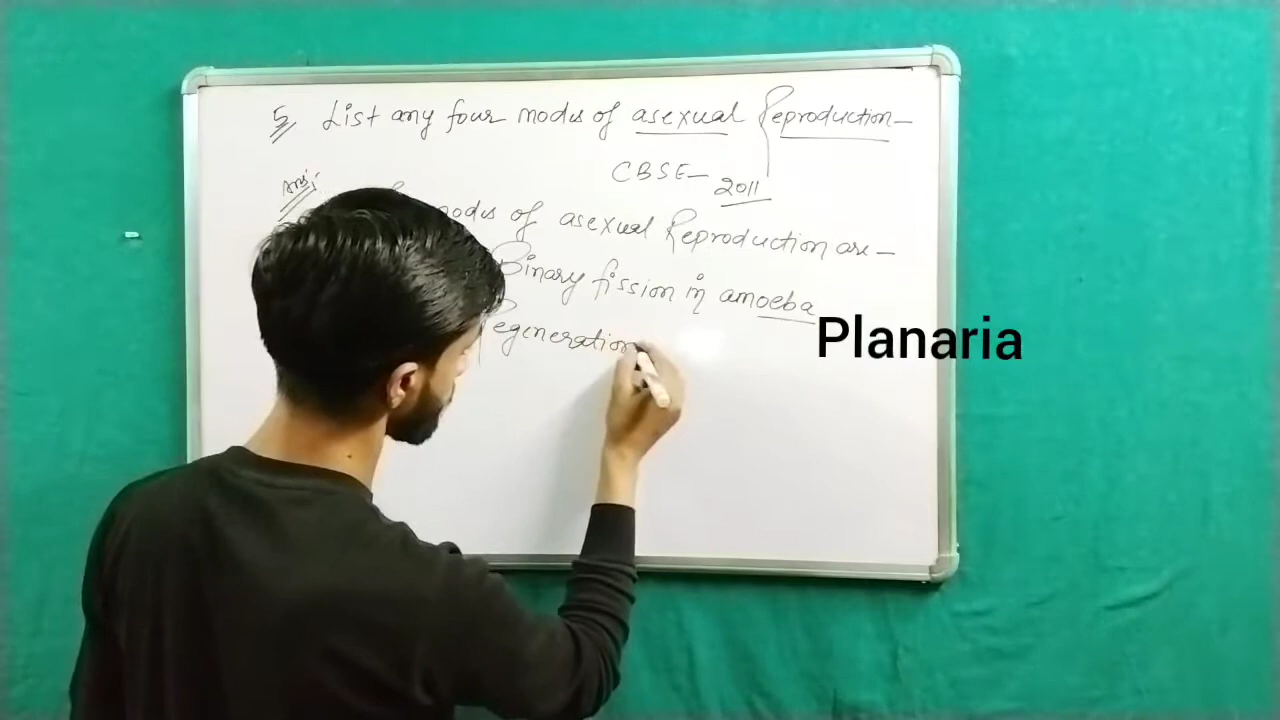 5, List any four modes of asexual Reproduction-
CBSE- 2011
Ans:-
modes of asexual Reproduction are-
Binary fission in amoeba
Regeneration
Planaria